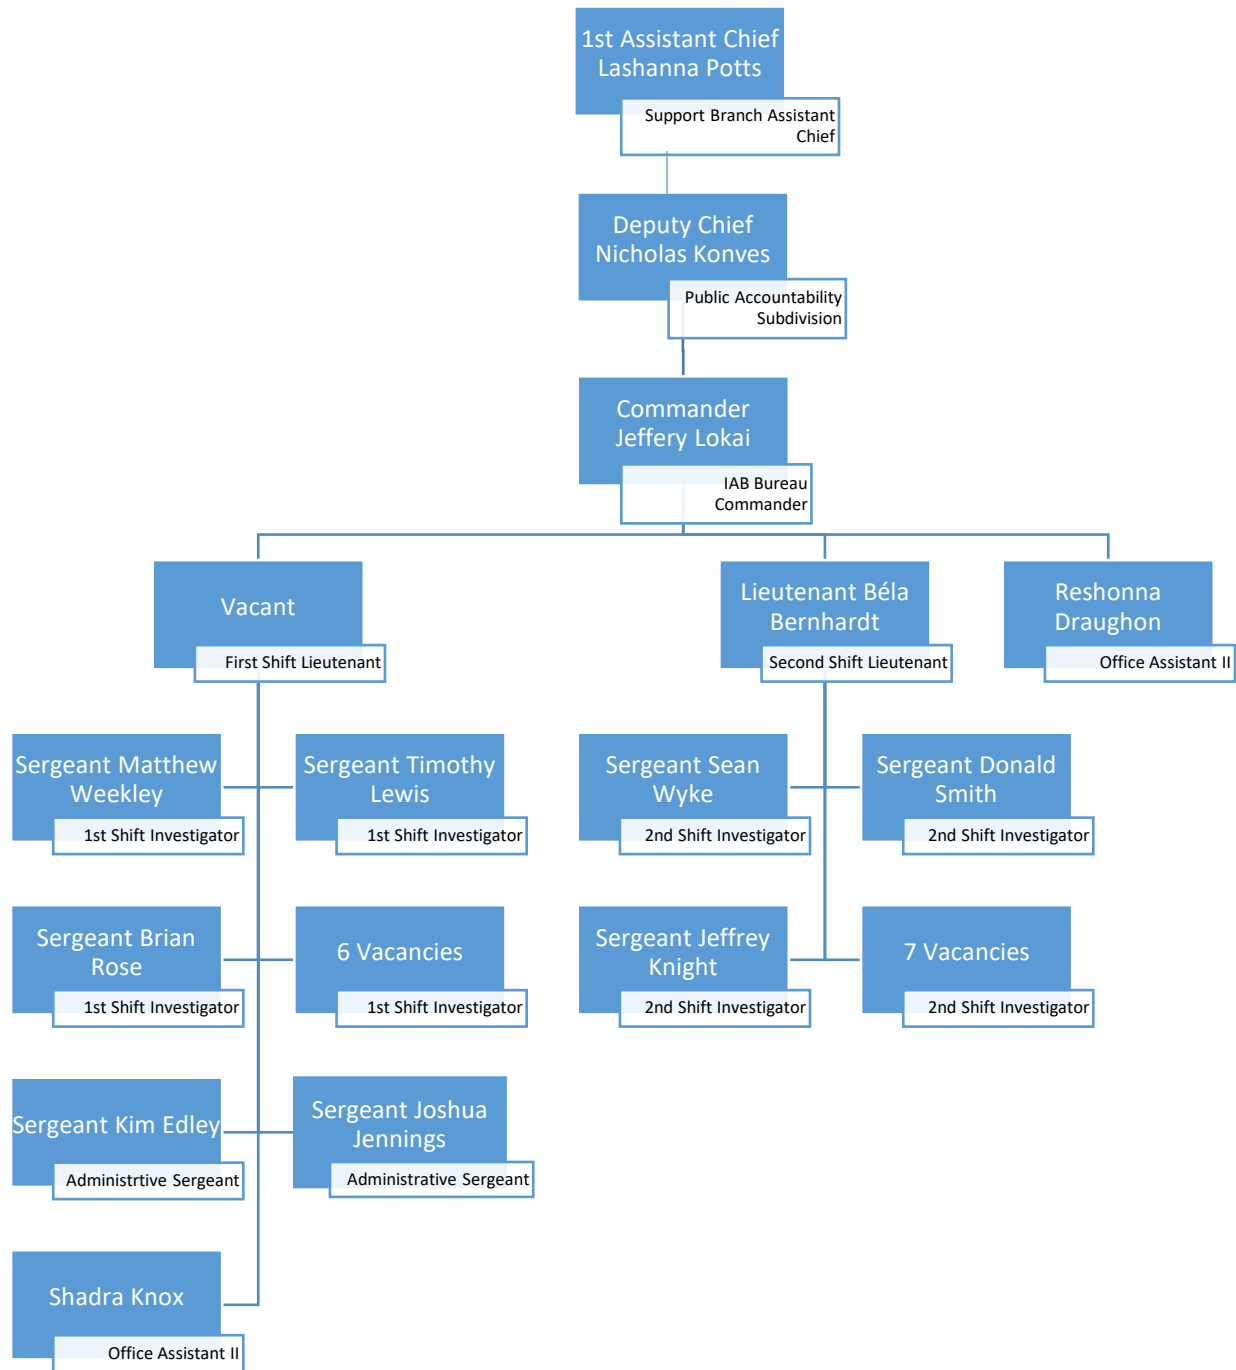 1st Assistant Chief
Lashanna Potts
Support Branch Assistant
Chief
Deputy Chief
Nicholas Konves
Public Accountability
Subdivision
Commander
Jeffery Lokai
IAB Bureau
Commander
Vacant
First Shift Lieutenant
Lieutenant Béla
Bernhardt
Second Shift Lieutenant
Reshonna
Draughon
Office Assistant II
Sergeant Matthew
Weekley
1st Shift Investigator
Sergeant Timothy
Lewis
1st Shift Investigator
Sergeant Sean
Wyke
2nd Shift Investigator
Sergeant Donald
Smith
2nd Shift Investigator
Sergeant Brian
Rose
1st Shift Investigator
6 Vacancies
1st Shift Investigator
Sergeant Jeffrey
Knight
2nd Shift Investigator
7 Vacancies
2nd Shift Investigator
Sergeant Kim Edley
Administrtive Sergeant
Sergeant Joshua
Jennings
Administrative Sergeant
Shadra Knox
Office Assistant II